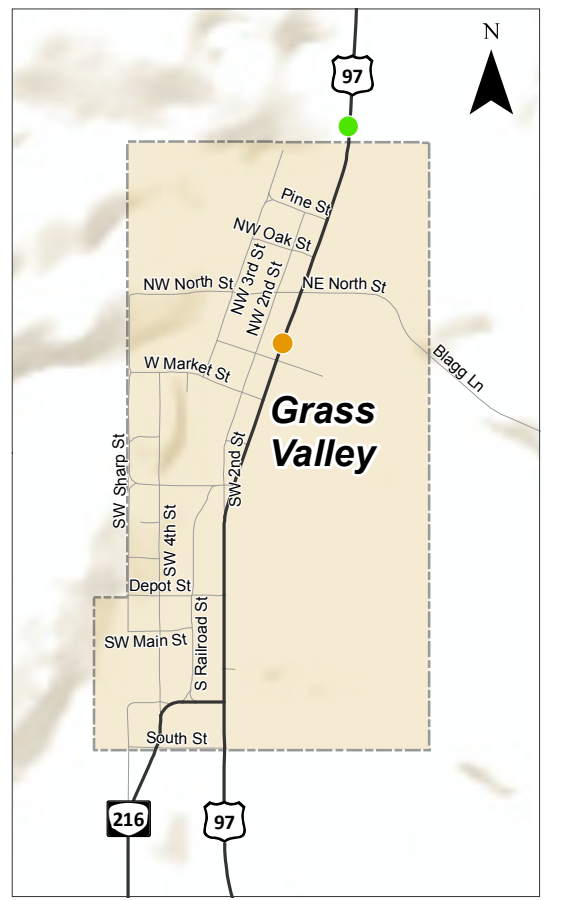 N
97
Pine St
NW Oak St
NW 3rd St
NW 2nd St
NW North St
NE North St
W Market St
Blagg Ln
Grass
Valley
SW 2nd St
SW Sharp St
SW 4th St
Depot St
S Railroad St
SW Main St
South St
216
97